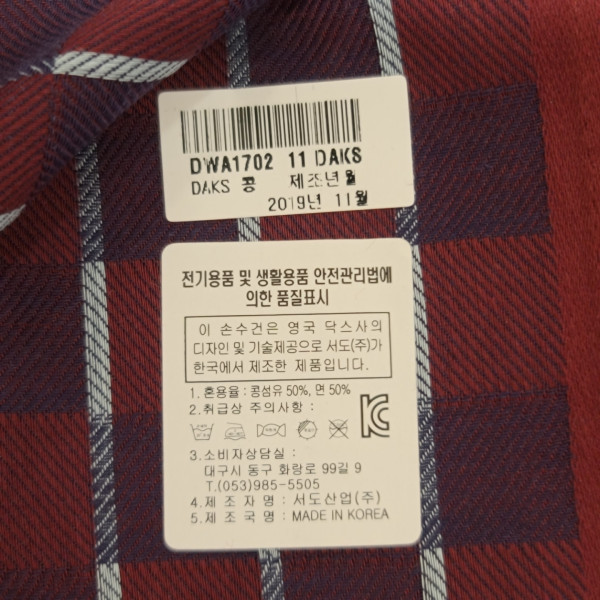 DWA1702 11 DAKS
DAKS 콩 제조년월
2019년 11월
전기용품 및 생활용품 안전관리법에
의한 품질표시
이 손수건은 영국 닥스사의
디자인 및 기술제공으로 서도(주)가
한국에서 제조한 제품입니다.
1. 혼용율 : 콩섬유 50%, 면 50%
2. 취급상 주의사항 :
3. 소비자상담실 :
대구시 동구 화랑로 99길 9
T.(053)985-5505
4. 제 조 자 명 : 서도산업(주)
5. 제 조 국 명 : MADE IN KOREA